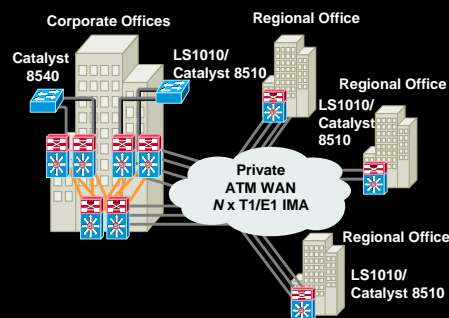 Corporate Offices
Catalyst
8540
LS1010/
Catalyst 8510
Regional Office
Regional Office
LS1010/
Catalyst
8510
Private
ATM WAN
N x T1/E1 IMA
Regional Office
LS1010/
Catalyst 8510